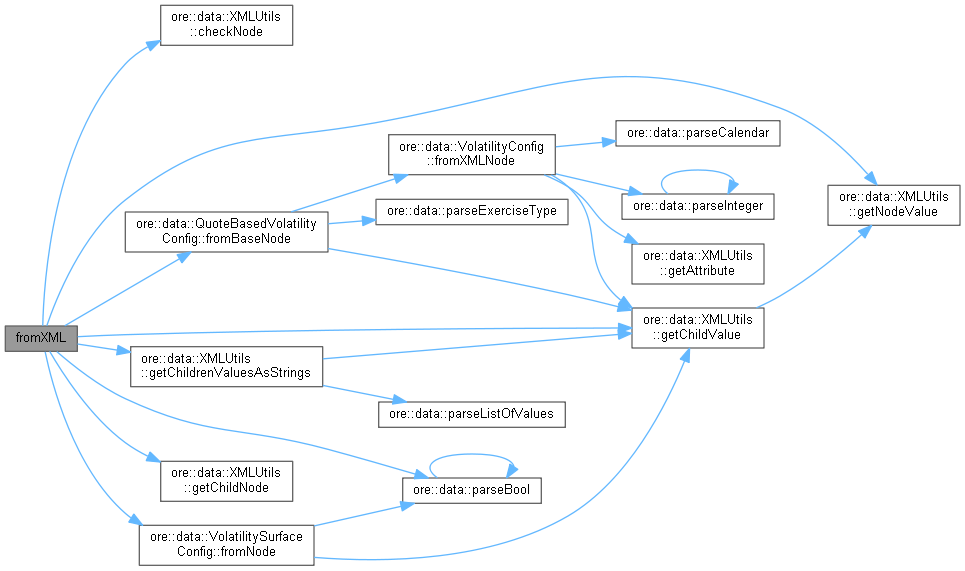 ore::data::XMLUtils
::checkNode
ore::data::VolatilityConfig
::fromXMLNode
ore::data::parseCalendar
ore::data::parseInteger
ore::data::XMLUtils
::getNodeValue
ore::data::QuoteBasedVolatility
Config::fromBaseNode
ore::data::parseExerciseType
ore::data::XMLUtils
::getAttribute
fromXML
ore::data::XMLUtils
::getChildValue
ore::data::XMLUtils
::getChildrenValuesAsStrings
ore::data::parseListOfValues
ore::data::XMLUtils
::getChildNode
ore::data::parseBool
ore::data::VolatilitySurface
Config::fromNode